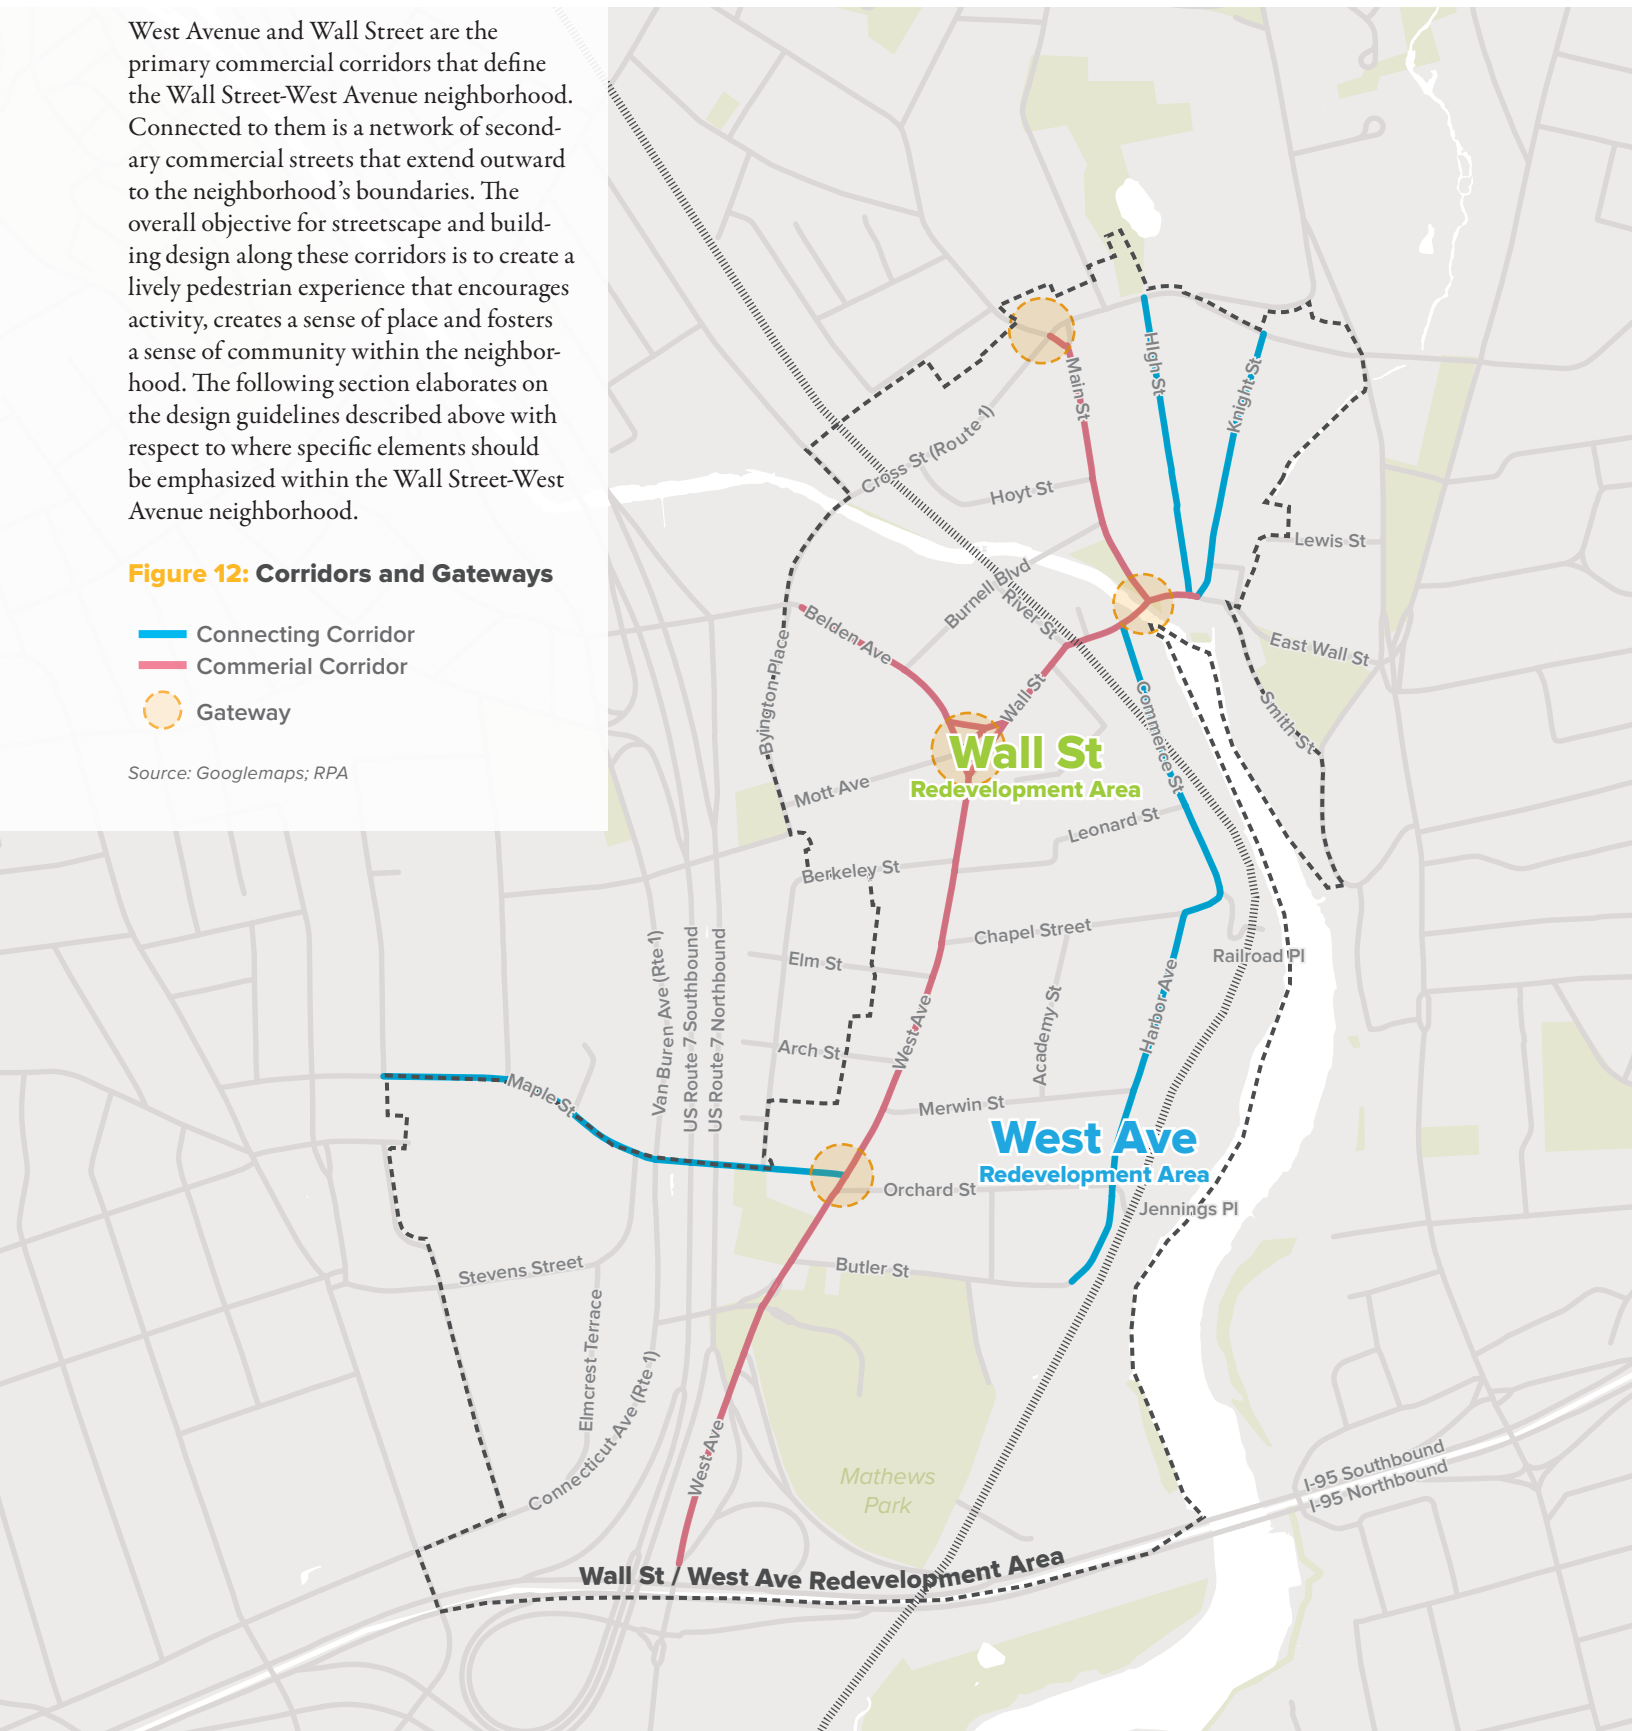 West Avenue and Wall Street are the
primary commercial corridors that define
the Wall Street-West Avenue neighborhood.
Connected to them is a network of second-
ary commercial streets that extend outward
to the neighborhood’s boundaries. The
overall objective for streetscape and build-
ing design along these corridors is to create a
lively pedestrian experience that encourages
activity, creates a sense of place and fosters
a sense of community within the neighbor-
hood. The following section elaborates on
the design guidelines described above with
respect to where specific elements should
be emphasized within the Wall Street-West
Avenue neighborhood.
Figure 12: Corridors and Gateways
Connecting Corridor
Commerial Corridor
Gateway
Source: Googlemaps; RPA
Main St
HIgh St
Knight St
Cross St (Route 1)
Hoyt St
Lewis St
Burnell Blvd
River St
Belden Ave
Byington Place
East Wall St
Smith St
Wall St
Commerce St
Wall St
Redevelopment Area
Mott Ave
Leonard St
Berkeley St
Chapel Street
Elm St
Railroad Pl
Van Buren Ave (Rte 1)
US Route 7 Southbound
US Route 7 Northbound
West Ave
Academy St
Harbor Ave
Arch St
Maple St
Merwin St
West Ave
Redevelopment Area
Orchard St
Jennings Pl
Stevens Street
Butler St
Elmcrest Terrace
Connecticut Ave (Rte 1)
West Ave
Mathews
Park
I-95 Southbound
I-95 Northbound
Wall St / West Ave Redevelopment Area